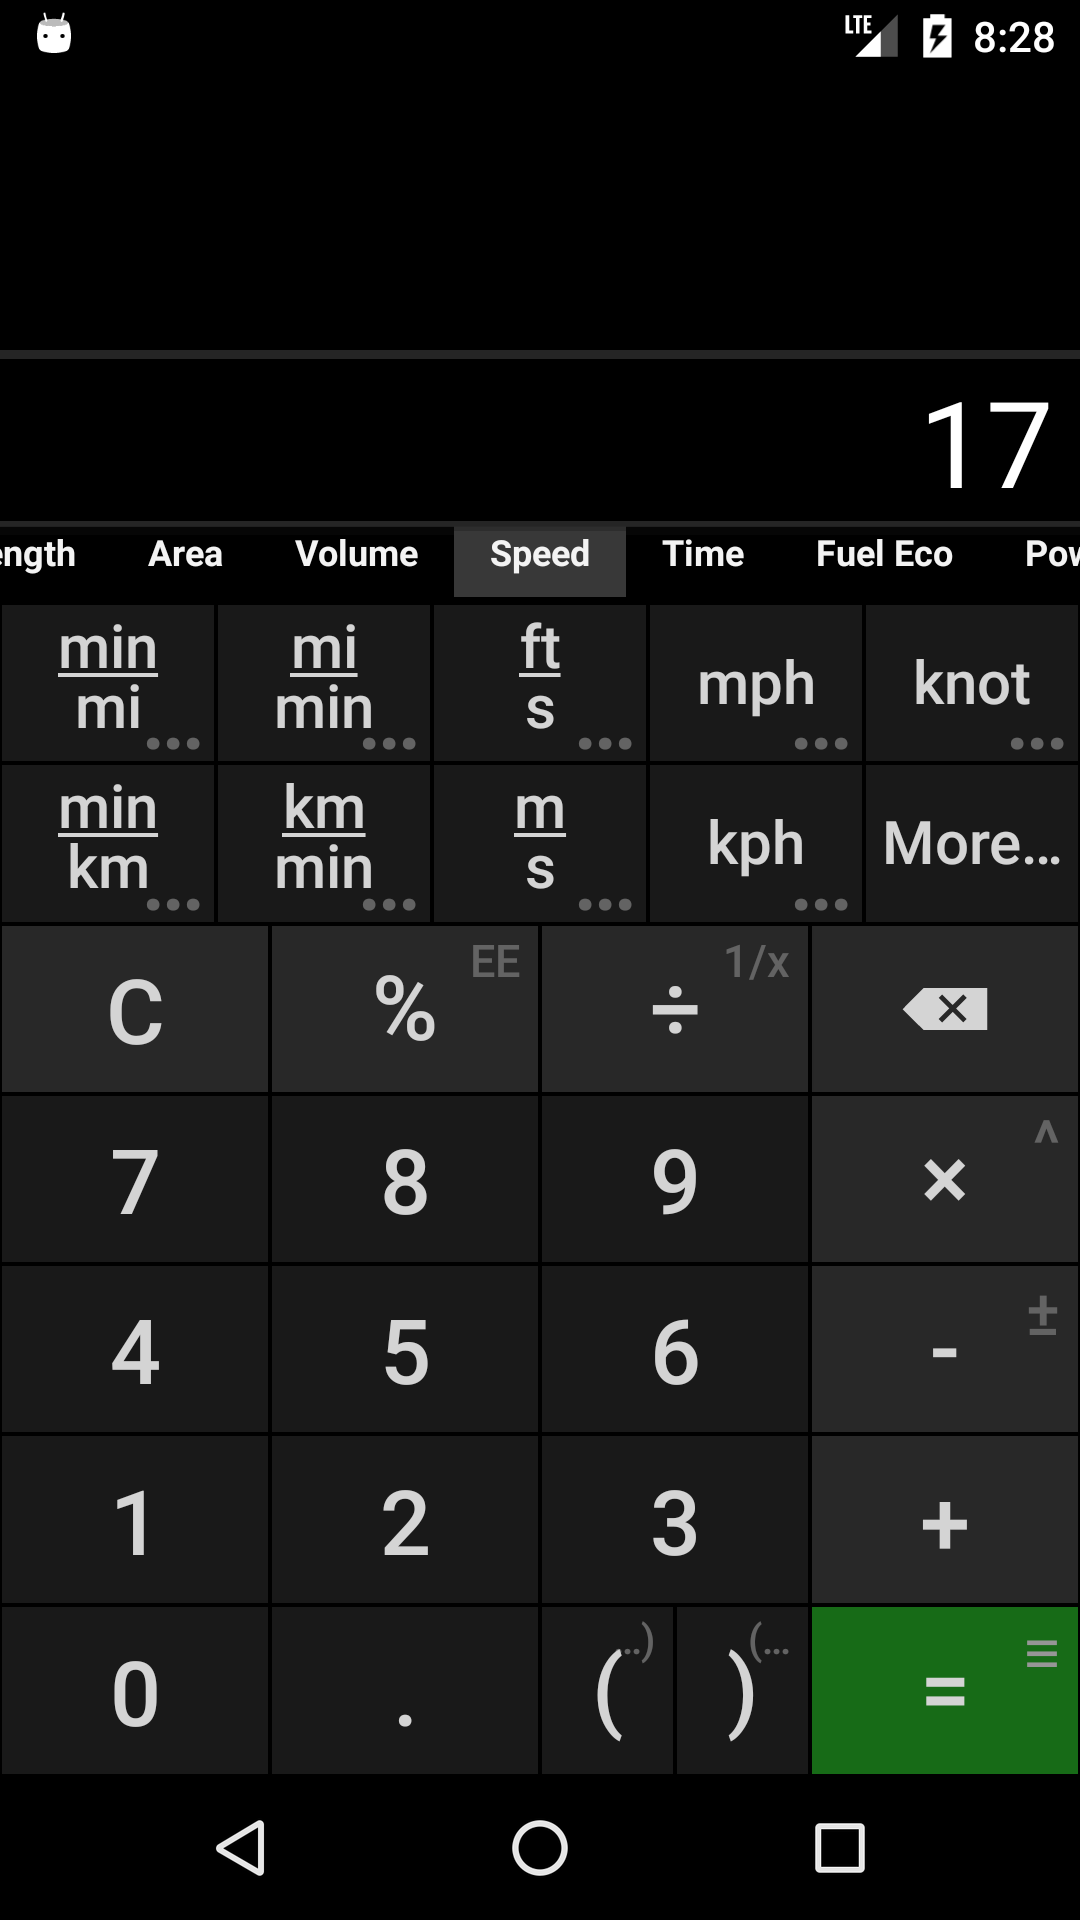 LTE 8:28
17
ength Area Volume Speed Time Fuel Eco Pow
min mi ft mph knot
mi min s
min km m kph More...
km min s
C % EE ÷ 1/x
7 8 9 × ^
4 5 6 - ±
1 2 3 +
0 . ( ..) ) (... =